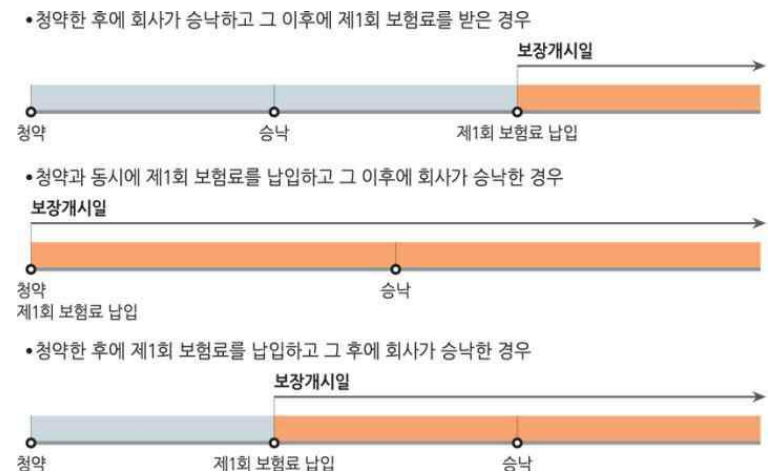 •청약한 후에 회사가 승낙하고 그 이후에 제1회 보험료를 받은 경우
보장개시일
청약 승낙 제1회 보험료 납입
•청약과 동시에 제1회 보험료를 납입하고 그 이후에 회사가 승낙한 경우
보장개시일
청약 승낙
제1회 보험료 납입
•청약한 후에 제1회 보험료를 납입하고 그 후에 회사가 승낙한 경우
보장개시일
청약 제1회 보험료 납입 승낙